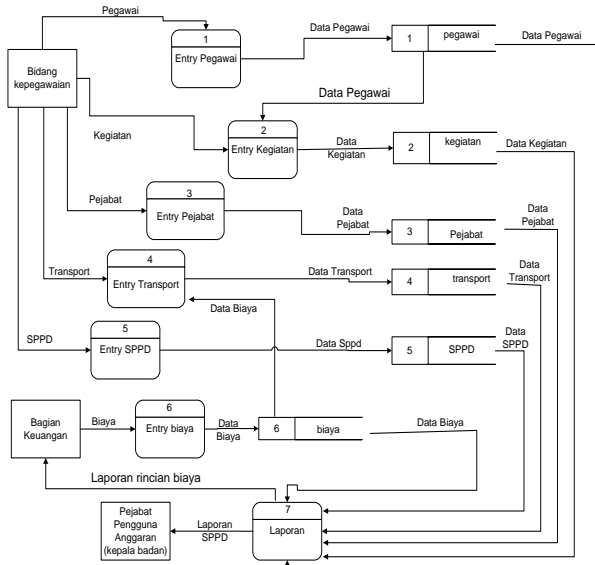 Pegawai
1
Entry Pegawai
Data Pegawai
1
pegawai
Data Pegawai
Bidang
kepegawaian
Data Pegawai
Kegiatan
2
Entry Kegiatan
Data
Kegiatan
2
kegiatan
Data Kegiatan
Pejabat
3
Entry Pejabat
Data
Pejabat
3
Pejabat
Data
Pejabat
Transport
4
Entry Transport
Data Transport
4
transport
Data
Transport
Data Biaya
SPPD
5
Entry SPPD
Data Sppd
5
SPPD
Data
SPPD
Bagian
Keuangan
Biaya
6
Entry biaya
Data
Biaya
6
biaya
Data Biaya
Laporan rincian biaya
Pejabat
Pengguna
Anggaran
(kepala badan)
Laporan
SPPD
7
Laporan